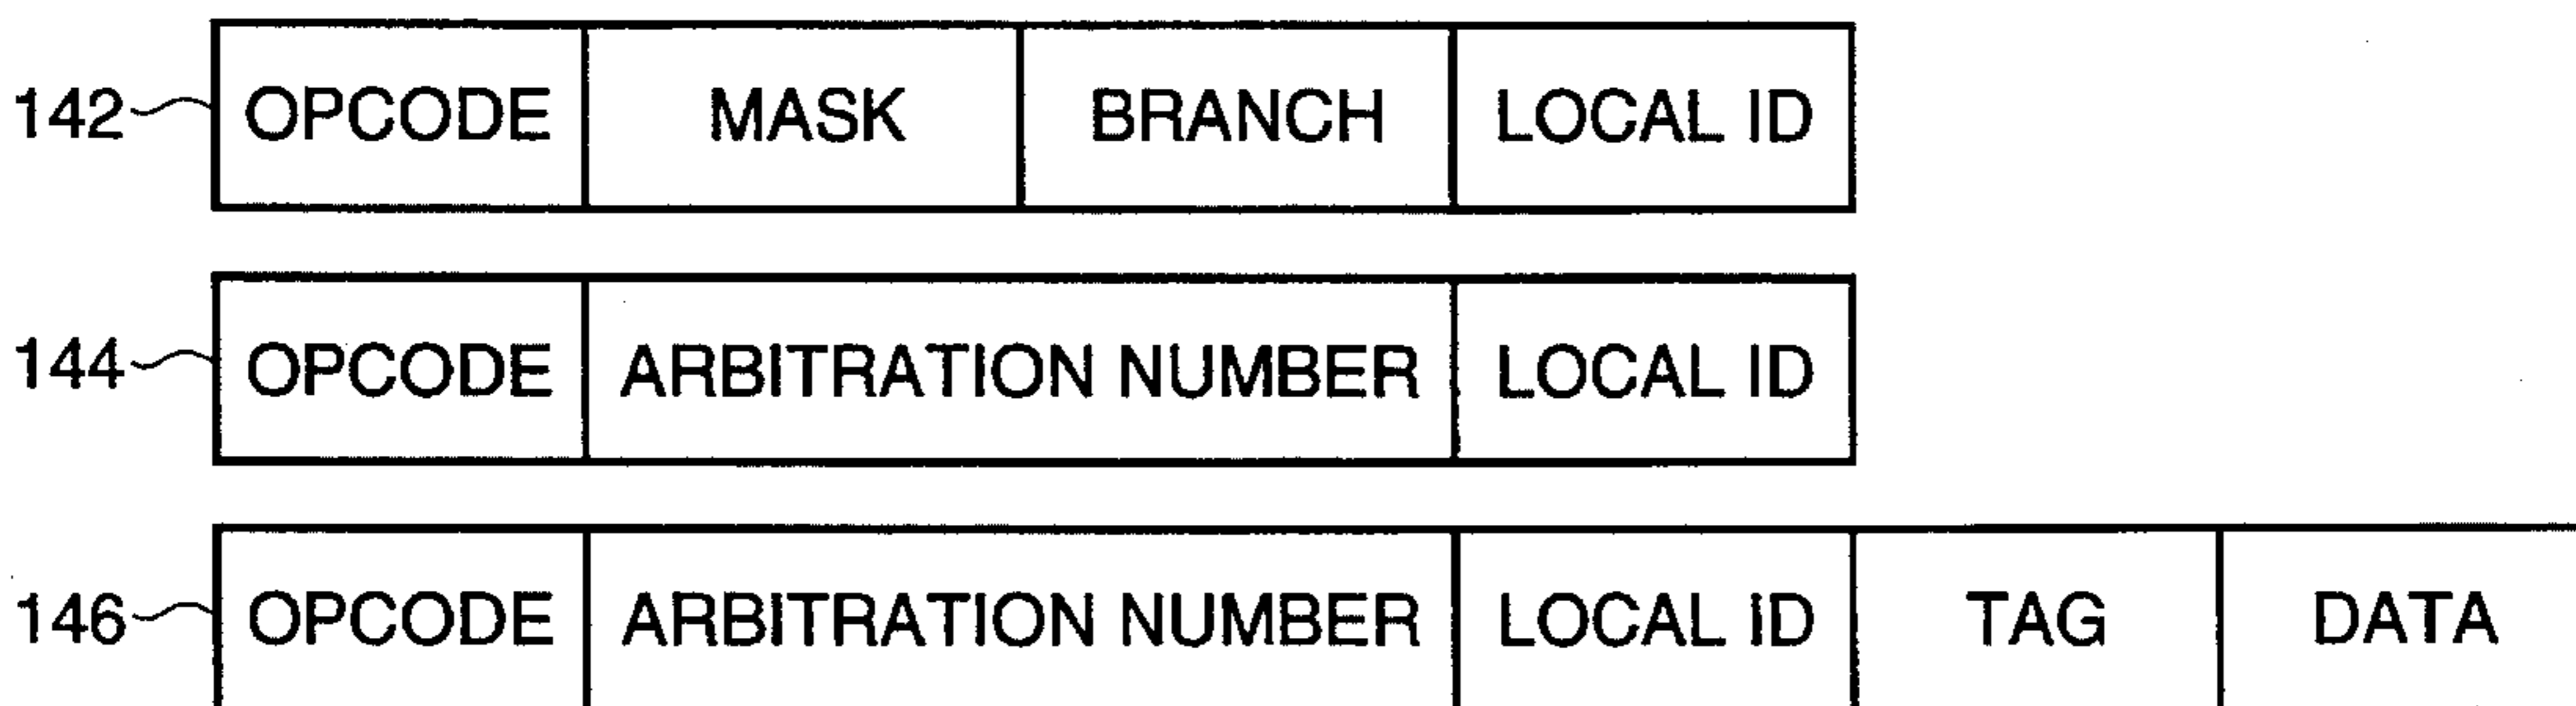 142 OPCODE MASK BRANCH LOCAL ID
144 OPCODE ARBITRATION NUMBER LOCAL ID
146 OPCODE ARBITRATION NUMBER LOCAL ID TAG DATA